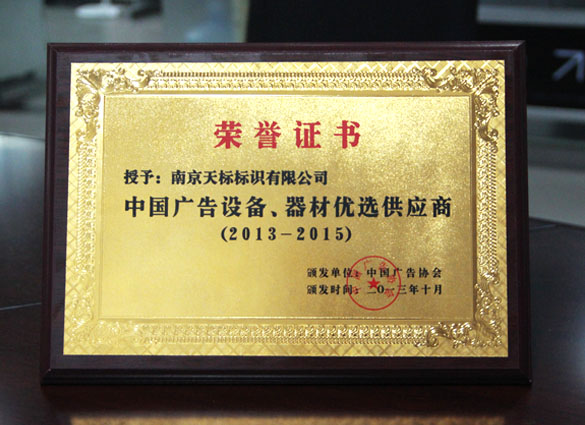 荣誉证书
授予：南京天标标识有限公司
中国广告设备、器材优选供应商
(2013－2015)
颁发单位：中国广告协会
颁发时间：二〇一三年十月